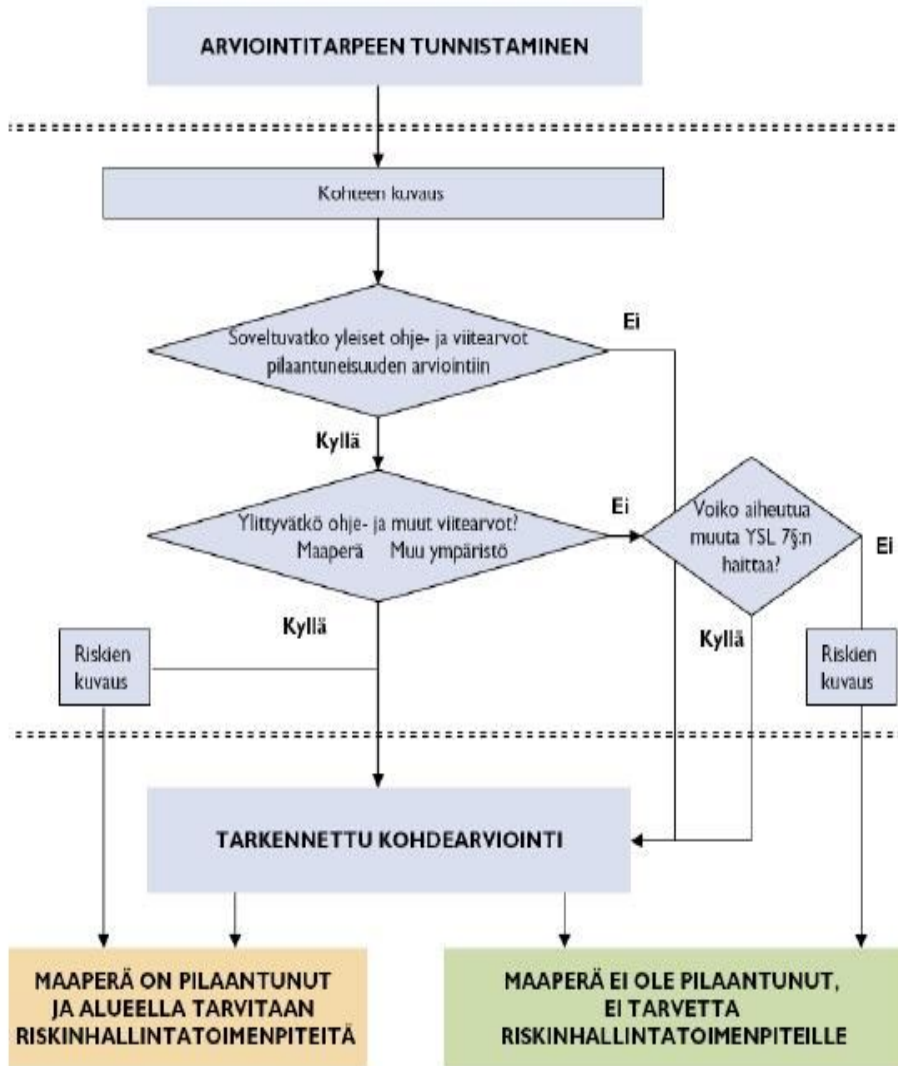 ARVIOINTITARPEEN TUNNISTAMINEN
Kohteen kuvaus
Soveltuvatko yleiset ohje- ja viitearvot
pilaantuneisuuden arviointiin
Ei
Kyllä
Ylittyvätkö ohje- ja muut viitearvot?
Maaperä Muu ympäristö
Ei
Voiko aiheutua
muuta YSL 7§:n
haittaa?
Ei
Kyllä
Kyllä
Riskien
kuvaus
Riskien
kuvaus
TARKENNETTU KOHDEARVIOINTI
MAAPERÄ ON PILAANTUNUT
JA ALUEELLA TARVITAAN
RISKINHALLINTATOIMENPITEITÄ
MAAPERÄ EI OLE PILAANTUNUT,
EI TARVETTA
RISKINHALLINTATOIMENPITEILLE